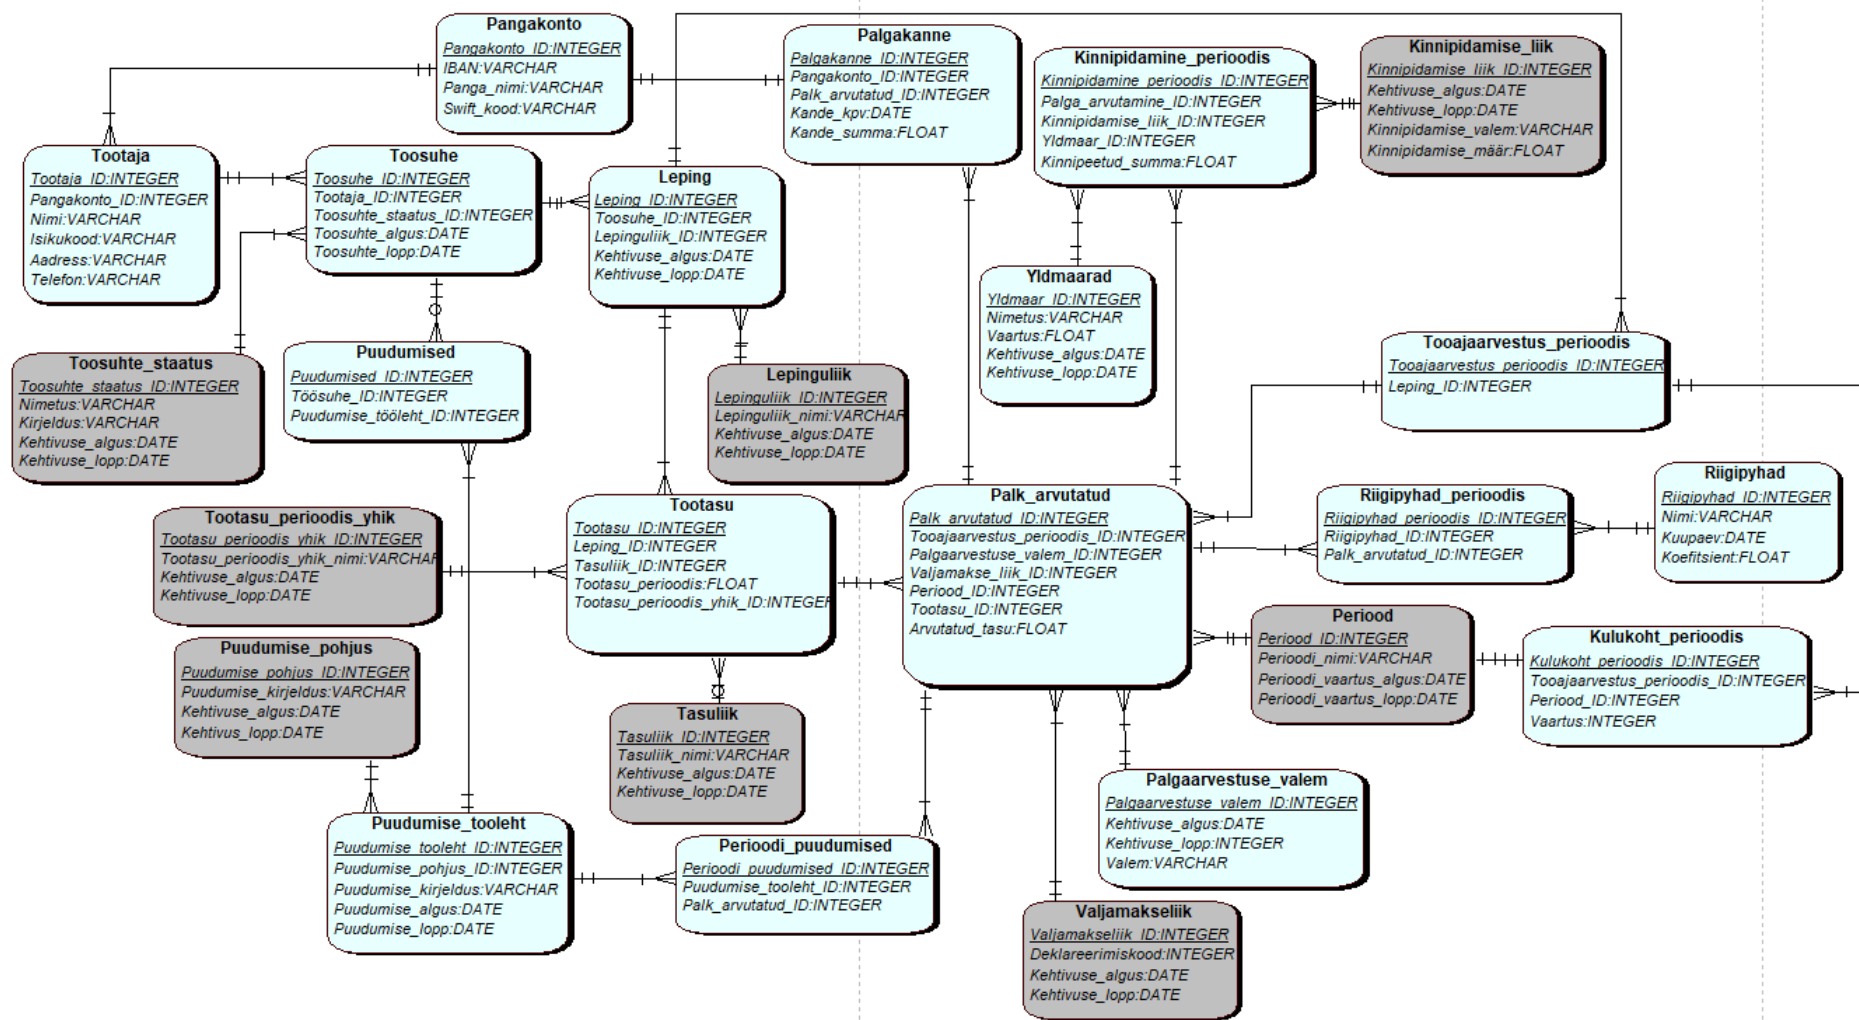 Pangakonto
Pangakonto_ID:INTEGER
IBAN:VARCHAR
Panga_nimi:VARCHAR
Swift_kood:VARCHAR
Palgakanne
Palgakanne_ID:INTEGER
Pangakonto_ID:INTEGER
Palk_arvutatud_ID:INTEGER
Kande_kpv:DATE
Kande_summa:FLOAT
Kinnipidamine_perioodis
Kinnipidamine_perioodis_ID:INTEGER
Palga_arvutamine_ID:INTEGER
Kinnipidamise_liik_ID:INTEGER
Yldmaar_ID:INTEGER
Kinnipeetud_summa:FLOAT
Kinnipidamise_liik
Kinnipidamise_liik_ID:INTEGER
Kehtivuse_algus:DATE
Kehtivuse_lopp:DATE
Kinnipidamise_valem:VARCHAR
Kinnipidamise_määr:FLOAT
Tootaja
Tootaja_ID:INTEGER
Pangakonto_ID:INTEGER
Nimi:VARCHAR
Isikukood:VARCHAR
Aadress:VARCHAR
Telefon:VARCHAR
Toosuhe
Toosuhe_ID:INTEGER
Tootaja_ID:INTEGER
Toosuhte_staatus_ID:INTEGER
Toosuhte_algus:DATE
Toosuhte_lopp:DATE
Leping
Leping_ID:INTEGER
Toosuhe_ID:INTEGER
Lepinguliik_ID:INTEGER
Kehtivuse_algus:DATE
Kehtivuse_lopp:DATE
Yldmaarad
Yldmaar_ID:INTEGER
Nimetus:VARCHAR
Vaartus:FLOAT
Kehtivuse_algus:DATE
Kehtivuse_lopp:DATE
Tooajaarvestus_perioodis
Tooajaarvestus_perioodis_ID:INTEGER
Leping_ID:INTEGER
Toosuhte_staatus
Toosuhte_staatus_ID:INTEGER
Nimetus:VARCHAR
Kirjeldus:VARCHAR
Kehtivuse_algus:DATE
Kehtivuse_lopp:DATE
Puudumised
Puudumised_ID:INTEGER
Töösuhe_ID:INTEGER
Puudumise_tööleht_ID:INTEGER
Lepinguliik
Lepinguliik_ID:INTEGER
Lepinguliik_nimi:VARCHAR
Kehtivuse_algus:DATE
Kehtivuse_lopp:DATE
Tootasu_perioodis_yhik
Tootasu_perioodis_yhik_ID:INTEGER
Tootasu_perioodis_yhik_nimi:VARCHAR
Kehtivuse_algus:DATE
Kehtivuse_lopp:DATE
Tootasu
Tootasu_ID:INTEGER
Leping_ID:INTEGER
Tasuliik_ID:INTEGER
Tootasu_perioodis:FLOAT
Tootasu_perioodis_yhik_ID:INTEGER
Palk_arvutatud
Palk_arvutatud_ID:INTEGER
Tooajaarvestus_perioodis_ID:INTEGER
Palgaarvestuse_valem_ID:INTEGER
Valjamakse_liik_ID:INTEGER
Periood_ID:INTEGER
Tootasu_ID:INTEGER
Arvutatud_tasu:FLOAT
Riigipyhad_perioodis
Riigipyhad_perioodis_ID:INTEGER
Riigipyhad_ID:INTEGER
Palk_arvutatud_ID:INTEGER
Riigipyhad
Riigipyhad_ID:INTEGER
Nimi:VARCHAR
Kuupaev:DATE
Koefitsient:FLOAT
Periood
Periood_ID:INTEGER
Perioodi_nimi:VARCHAR
Perioodi_vaartus_algus:DATE
Perioodi_vaartus_lopp:DATE
Kulukoht_perioodis
Kulukoht_perioodis_ID:INTEGER
Tooajaarvestus_perioodis_ID:INTEGER
Periood_ID:INTEGER
Vaartus:INTEGER
Puudumise_pohjus
Puudumise_pohjus_ID:INTEGER
Puudumise_kirjeldus:VARCHAR
Kehtivuse_algus:DATE
Kehtivus_lopp:DATE
Tasuliik
Tasuliik_ID:INTEGER
Tasuliik_nimi:VARCHAR
Kehtivuse_algus:DATE
Kehtivuse_lopp:DATE
Palgaarvestuse_valem
Palgaarvestuse_valem_ID:INTEGER
Kehtivuse_algus:DATE
Kehtivuse_lopp:INTEGER
Valem:VARCHAR
Puudumise_tooleht
Puudumise_tooleht_ID:INTEGER
Puudumise_pohjus_ID:INTEGER
Puudumise_kirjeldus:VARCHAR
Puudumise_algus:DATE
Puudumise_lopp:DATE
Perioodi_puudumised
Perioodi_puudumised_ID:INTEGER
Puudumise_tooleht_ID:INTEGER
Palk_arvutatud_ID:INTEGER
Valjamakseliik
Valjamakseliik_ID:INTEGER
Deklareerimiskood:INTEGER
Kehtivuse_algus:DATE
Kehtivuse_lopp:DATE